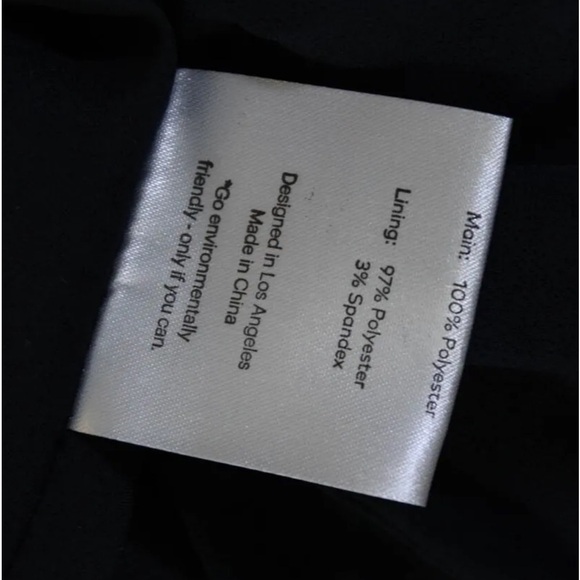 Main: 100% Polyester
Lining: 97% Polyester
3% Spandex
Designed in Los Angeles
Made in China
*Go environmentally
friendly - only if you can.